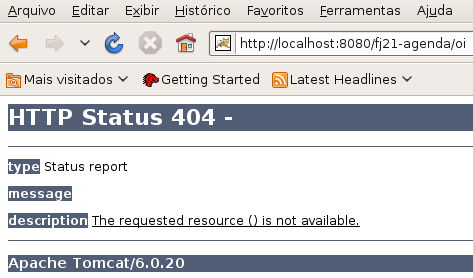 Arquivo Editar Exibir Histórico Favoritos Ferramentas Ajuda
http://localhost:8080/fj21-agenda/oi
Mais visitados Getting Started Latest Headlines
HTTP Status 404 -
type Status report
message
description The requested resource () is not available.
Apache Tomcat/6.0.20